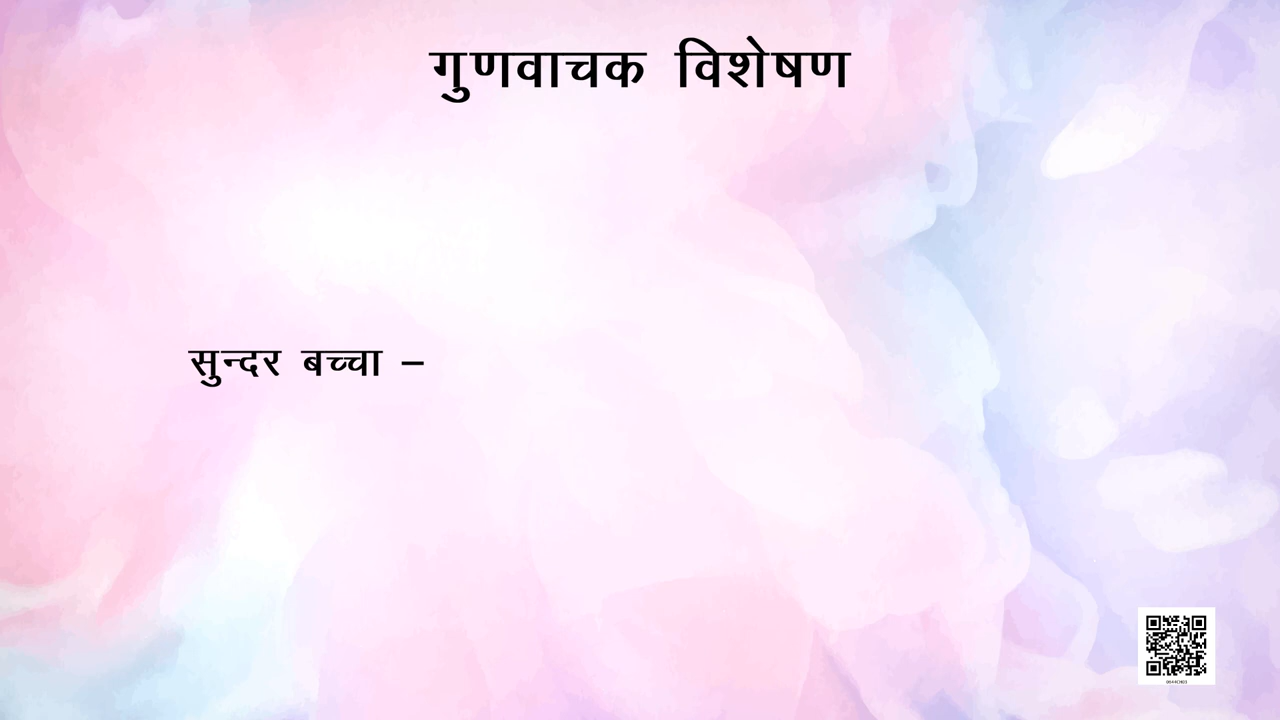 गुणवाचक विशेषण
सुन्दर बच्चा –